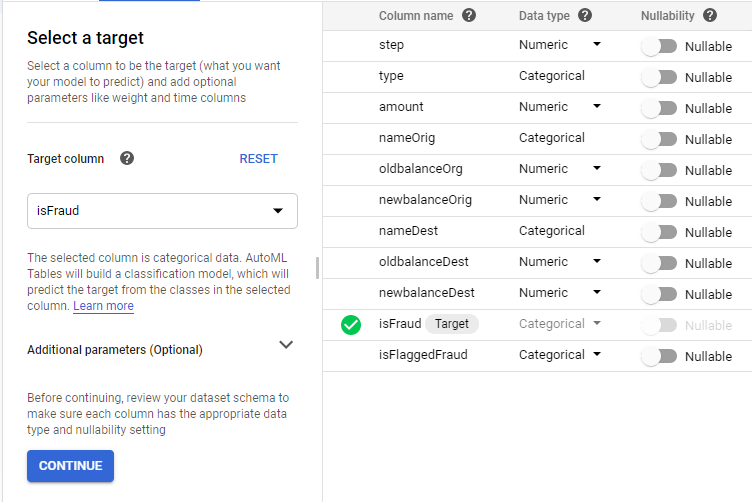 Select a target
Select a column to be the target (what you want
your model to predict) and add optional
parameters like weight and time columns
Target column ?
RESET
isFraud
The selected column is categorical data. AutoML
Tables will build a classification model, which will
predict the target from the classes in the selected
column. Learn more
Additional parameters (Optional)
Before continuing, review your dataset schema to
make sure each column has the appropriate data
type and nullability setting
CONTINUE
Column name ? Data type ? Nullability ?
step Numeric Nullable
type Categorical Nullable
amount Numeric Nullable
nameOrig Categorical Nullable
oldbalanceOrg Numeric Nullable
newbalanceOrig Numeric Nullable
nameDest Categorical Nullable
oldbalanceDest Numeric Nullable
newbalanceDest Numeric Nullable
isFraud Target Categorical Nullable
isFlaggedFraud Categorical Nullable